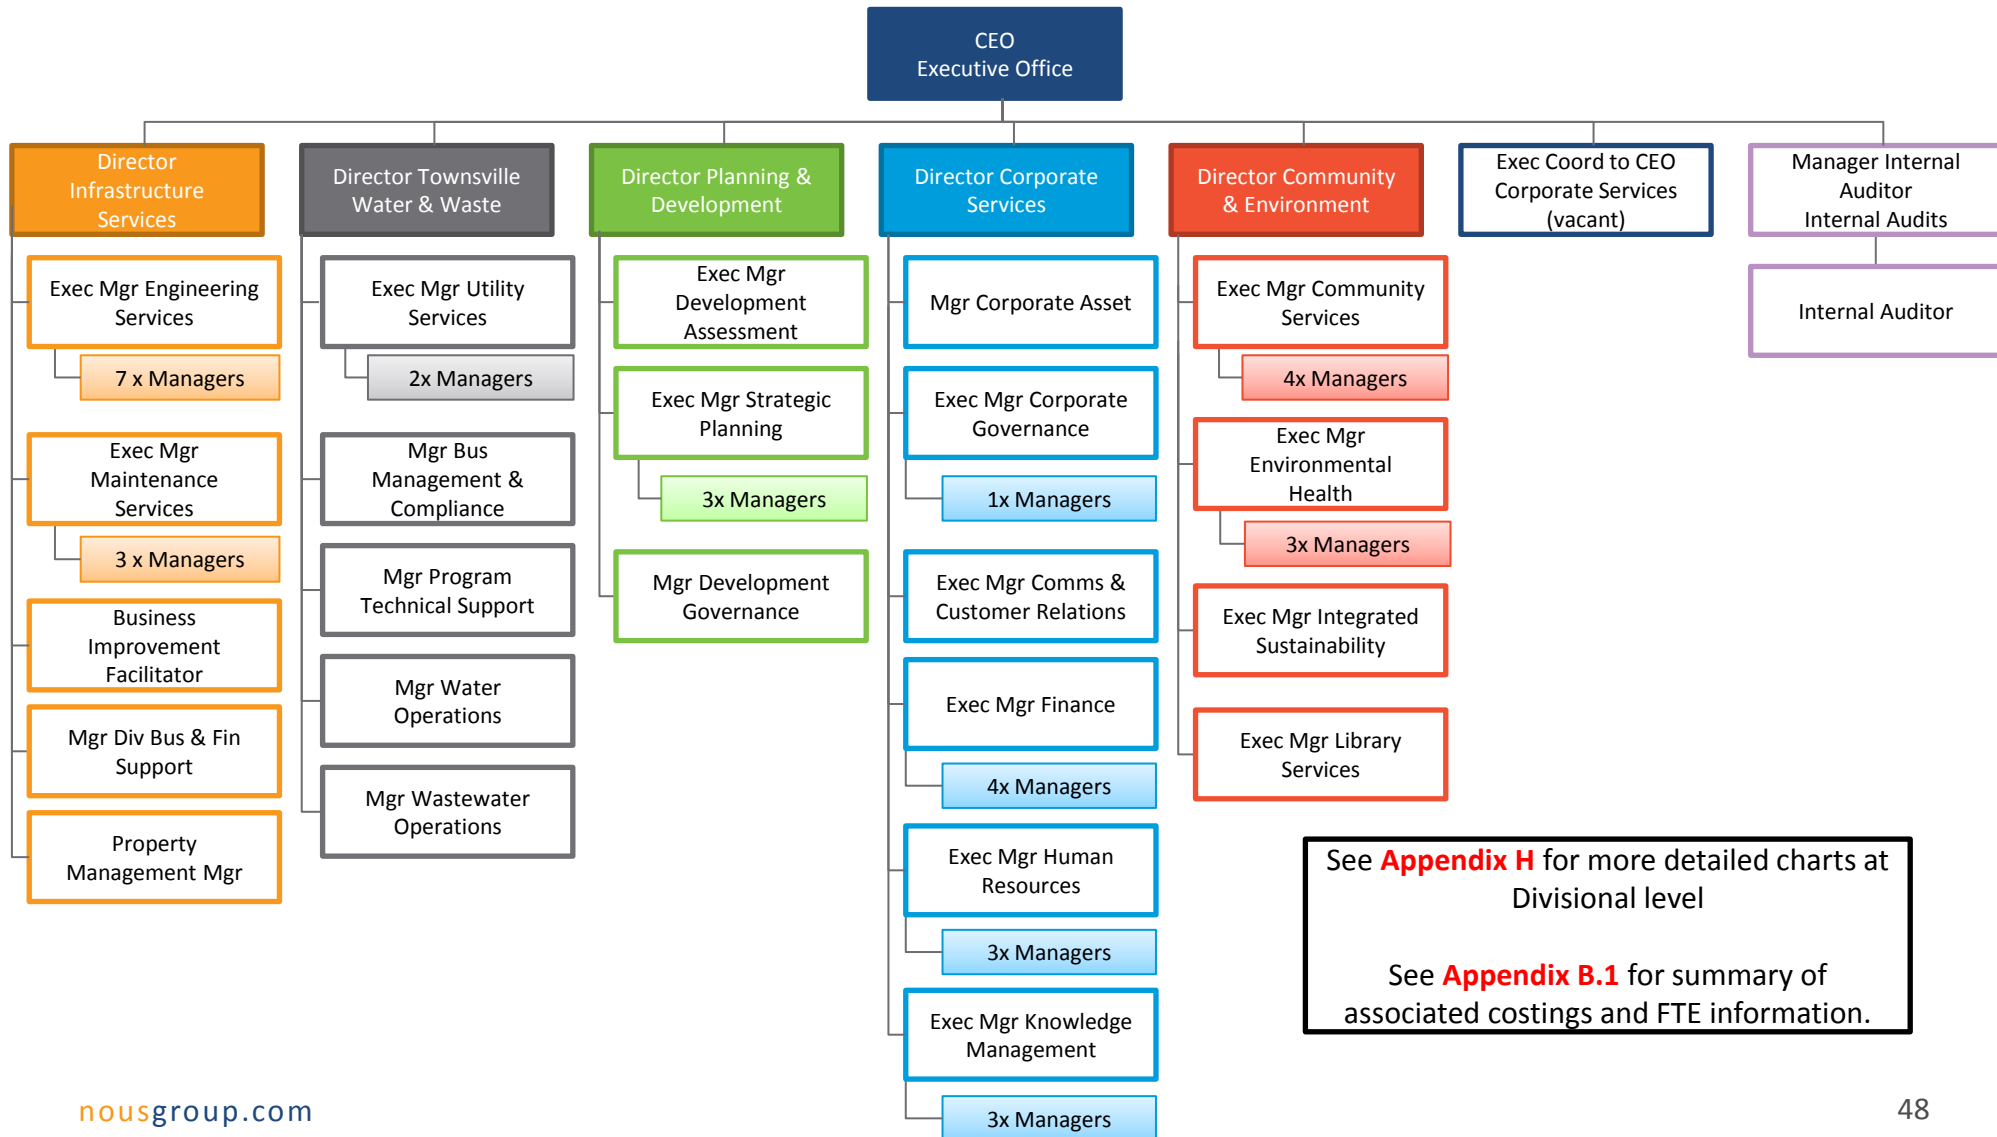 CEO
Executive Office
Director
Infrastructure
Services
Director Townsville
Water & Waste
Director Planning &
Development
Director Corporate
Services
Director Community
& Environment
Exec Coord to CEO
Corporate Services
(vacant)
Manager Internal
Auditor
Internal Audits
Exec Mgr Engineering
Services
7 x Managers
Exec Mgr
Maintenance
Services
3 x Managers
Business
Improvement
Facilitator
Mgr Div Bus & Fin
Support
Property
Management Mgr
Exec Mgr Utility
Services
2x Managers
Mgr Bus
Management &
Compliance
Mgr Program
Technical Support
Mgr Water
Operations
Mgr Wastewater
Operations
Exec Mgr
Development
Assessment
Exec Mgr Strategic
Planning
3x Managers
Mgr Development
Governance
Mgr Corporate Asset
Exec Mgr Corporate
Governance
1x Managers
Exec Mgr Comms &
Customer Relations
Exec Mgr Finance
4x Managers
Exec Mgr Human
Resources
3x Managers
Exec Mgr Knowledge
Management
3x Managers
Exec Mgr Community
Services
4x Managers
Exec Mgr
Environmental
Health
3x Managers
Exec Mgr Integrated
Sustainability
Exec Mgr Library
Services
Internal Auditor
See Appendix H for more detailed charts at
Divisional level
See Appendix B.1 for summary of
associated costings and FTE information.
nousgroup.com
48